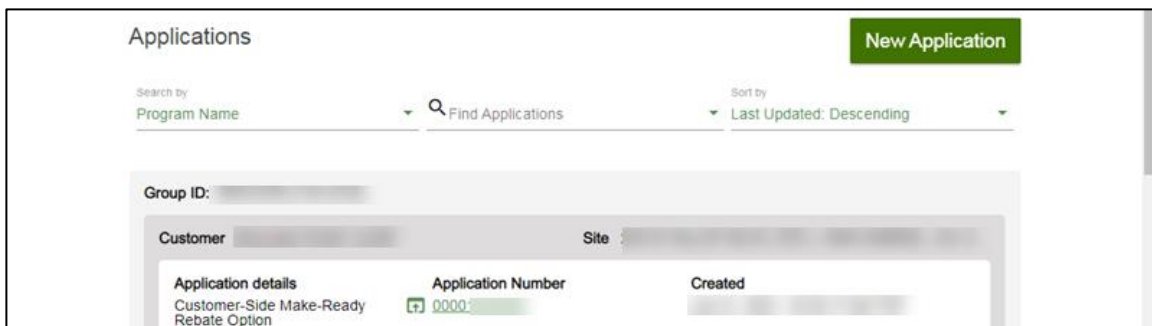 Applications
New Application
Search by
Program Name
Find Applications
Sort by
Last Updated: Descending
Group ID:
Customer
Site
Application details
Application Number
Created
Customer-Side Make-Ready
Rebate Option
0000